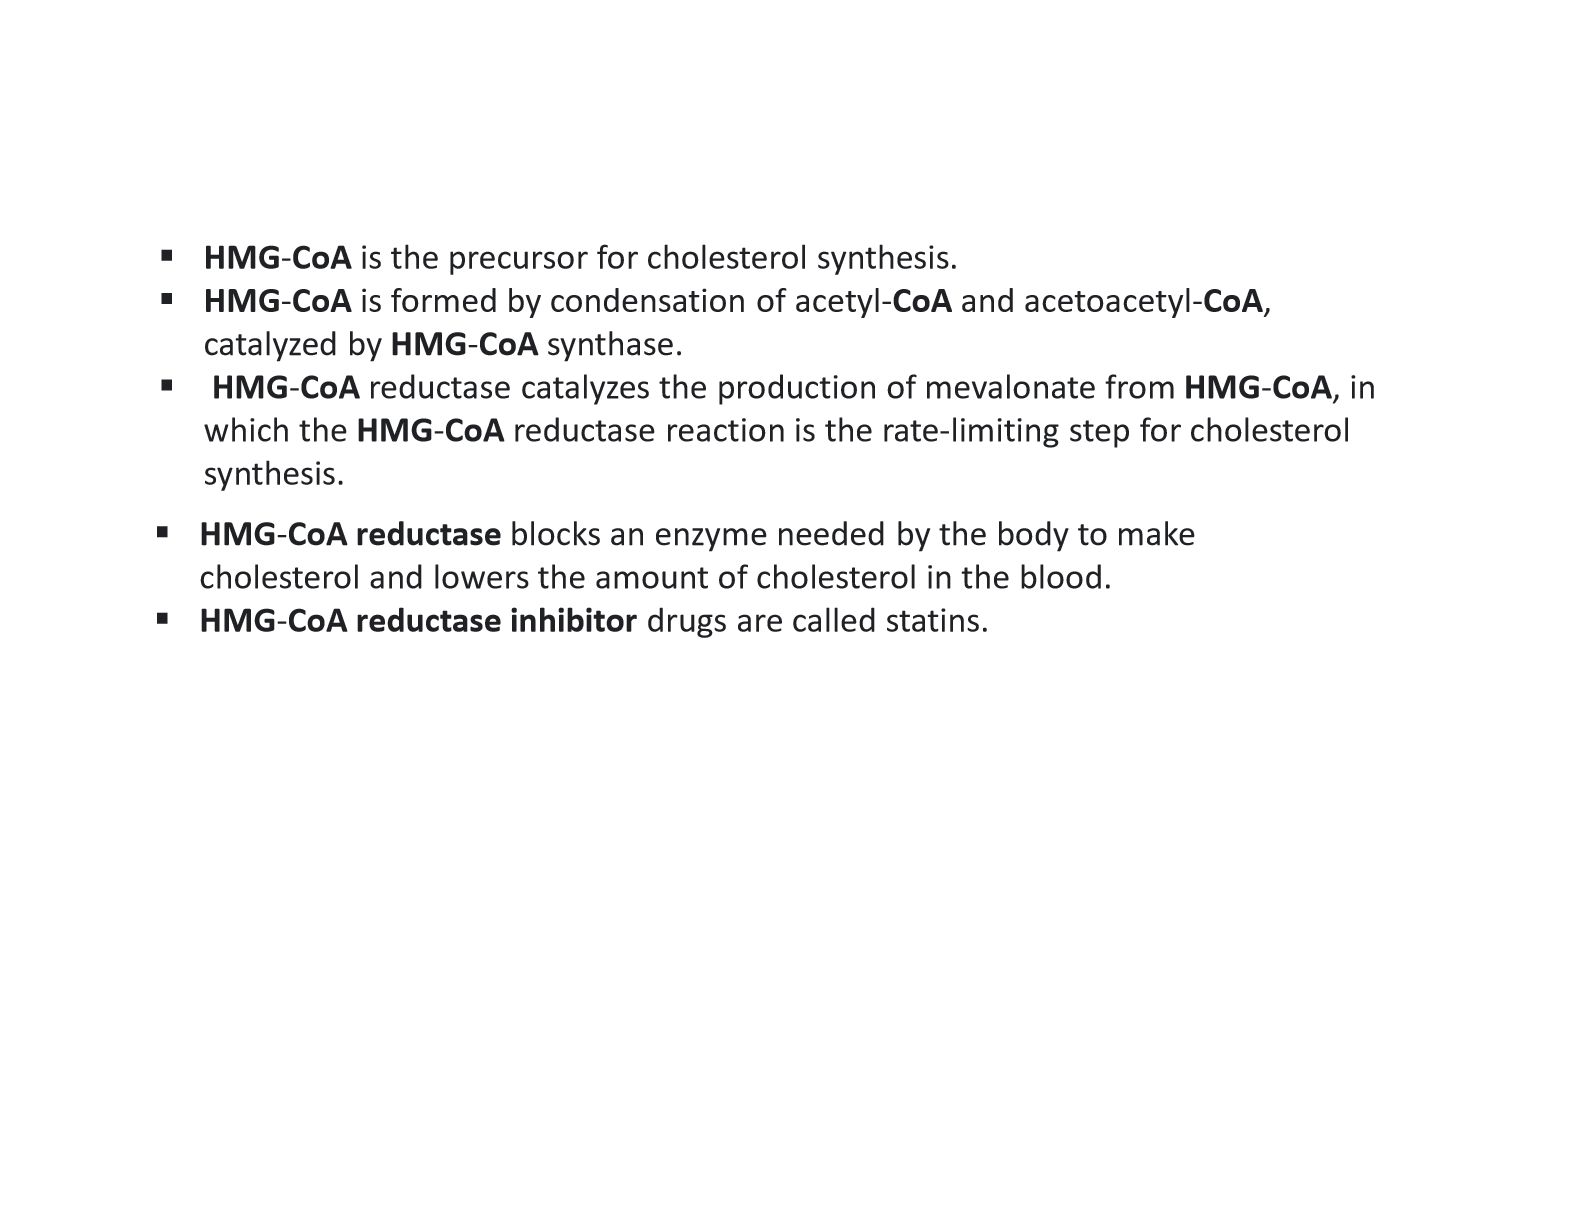 ▪ HMG-CoA is the precursor for cholesterol synthesis.
▪ HMG-CoA is formed by condensation of acetyl-CoA and acetoacetyl-CoA,
catalyzed by HMG-CoA synthase.
▪ HMG-CoA reductase catalyzes the production of mevalonate from HMG-CoA, in
which the HMG-CoA reductase reaction is the rate-limiting step for cholesterol
synthesis.
▪ HMG-CoA reductase blocks an enzyme needed by the body to make
cholesterol and lowers the amount of cholesterol in the blood.
▪ HMG-CoA reductase inhibitor drugs are called statins.